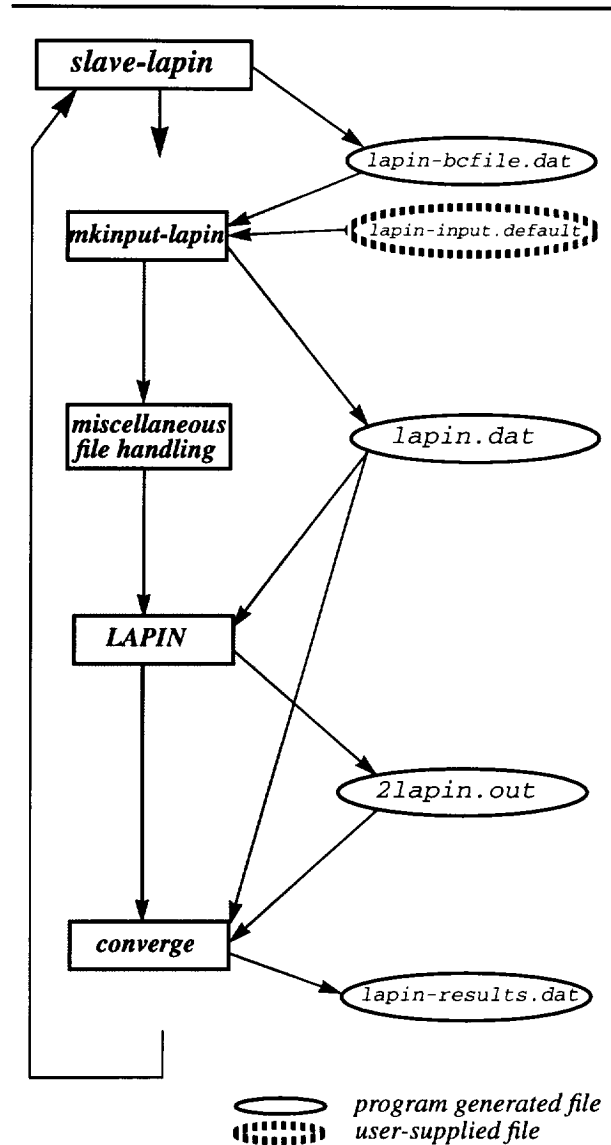 slave-lapin
lapin-bcfile.dat
mkinput-lapin
lapin-input.default
miscellaneous
file handling
lapin.dat
LAPIN
2lapin.out
converge
lapin-results.dat
program generated file
user-supplied file